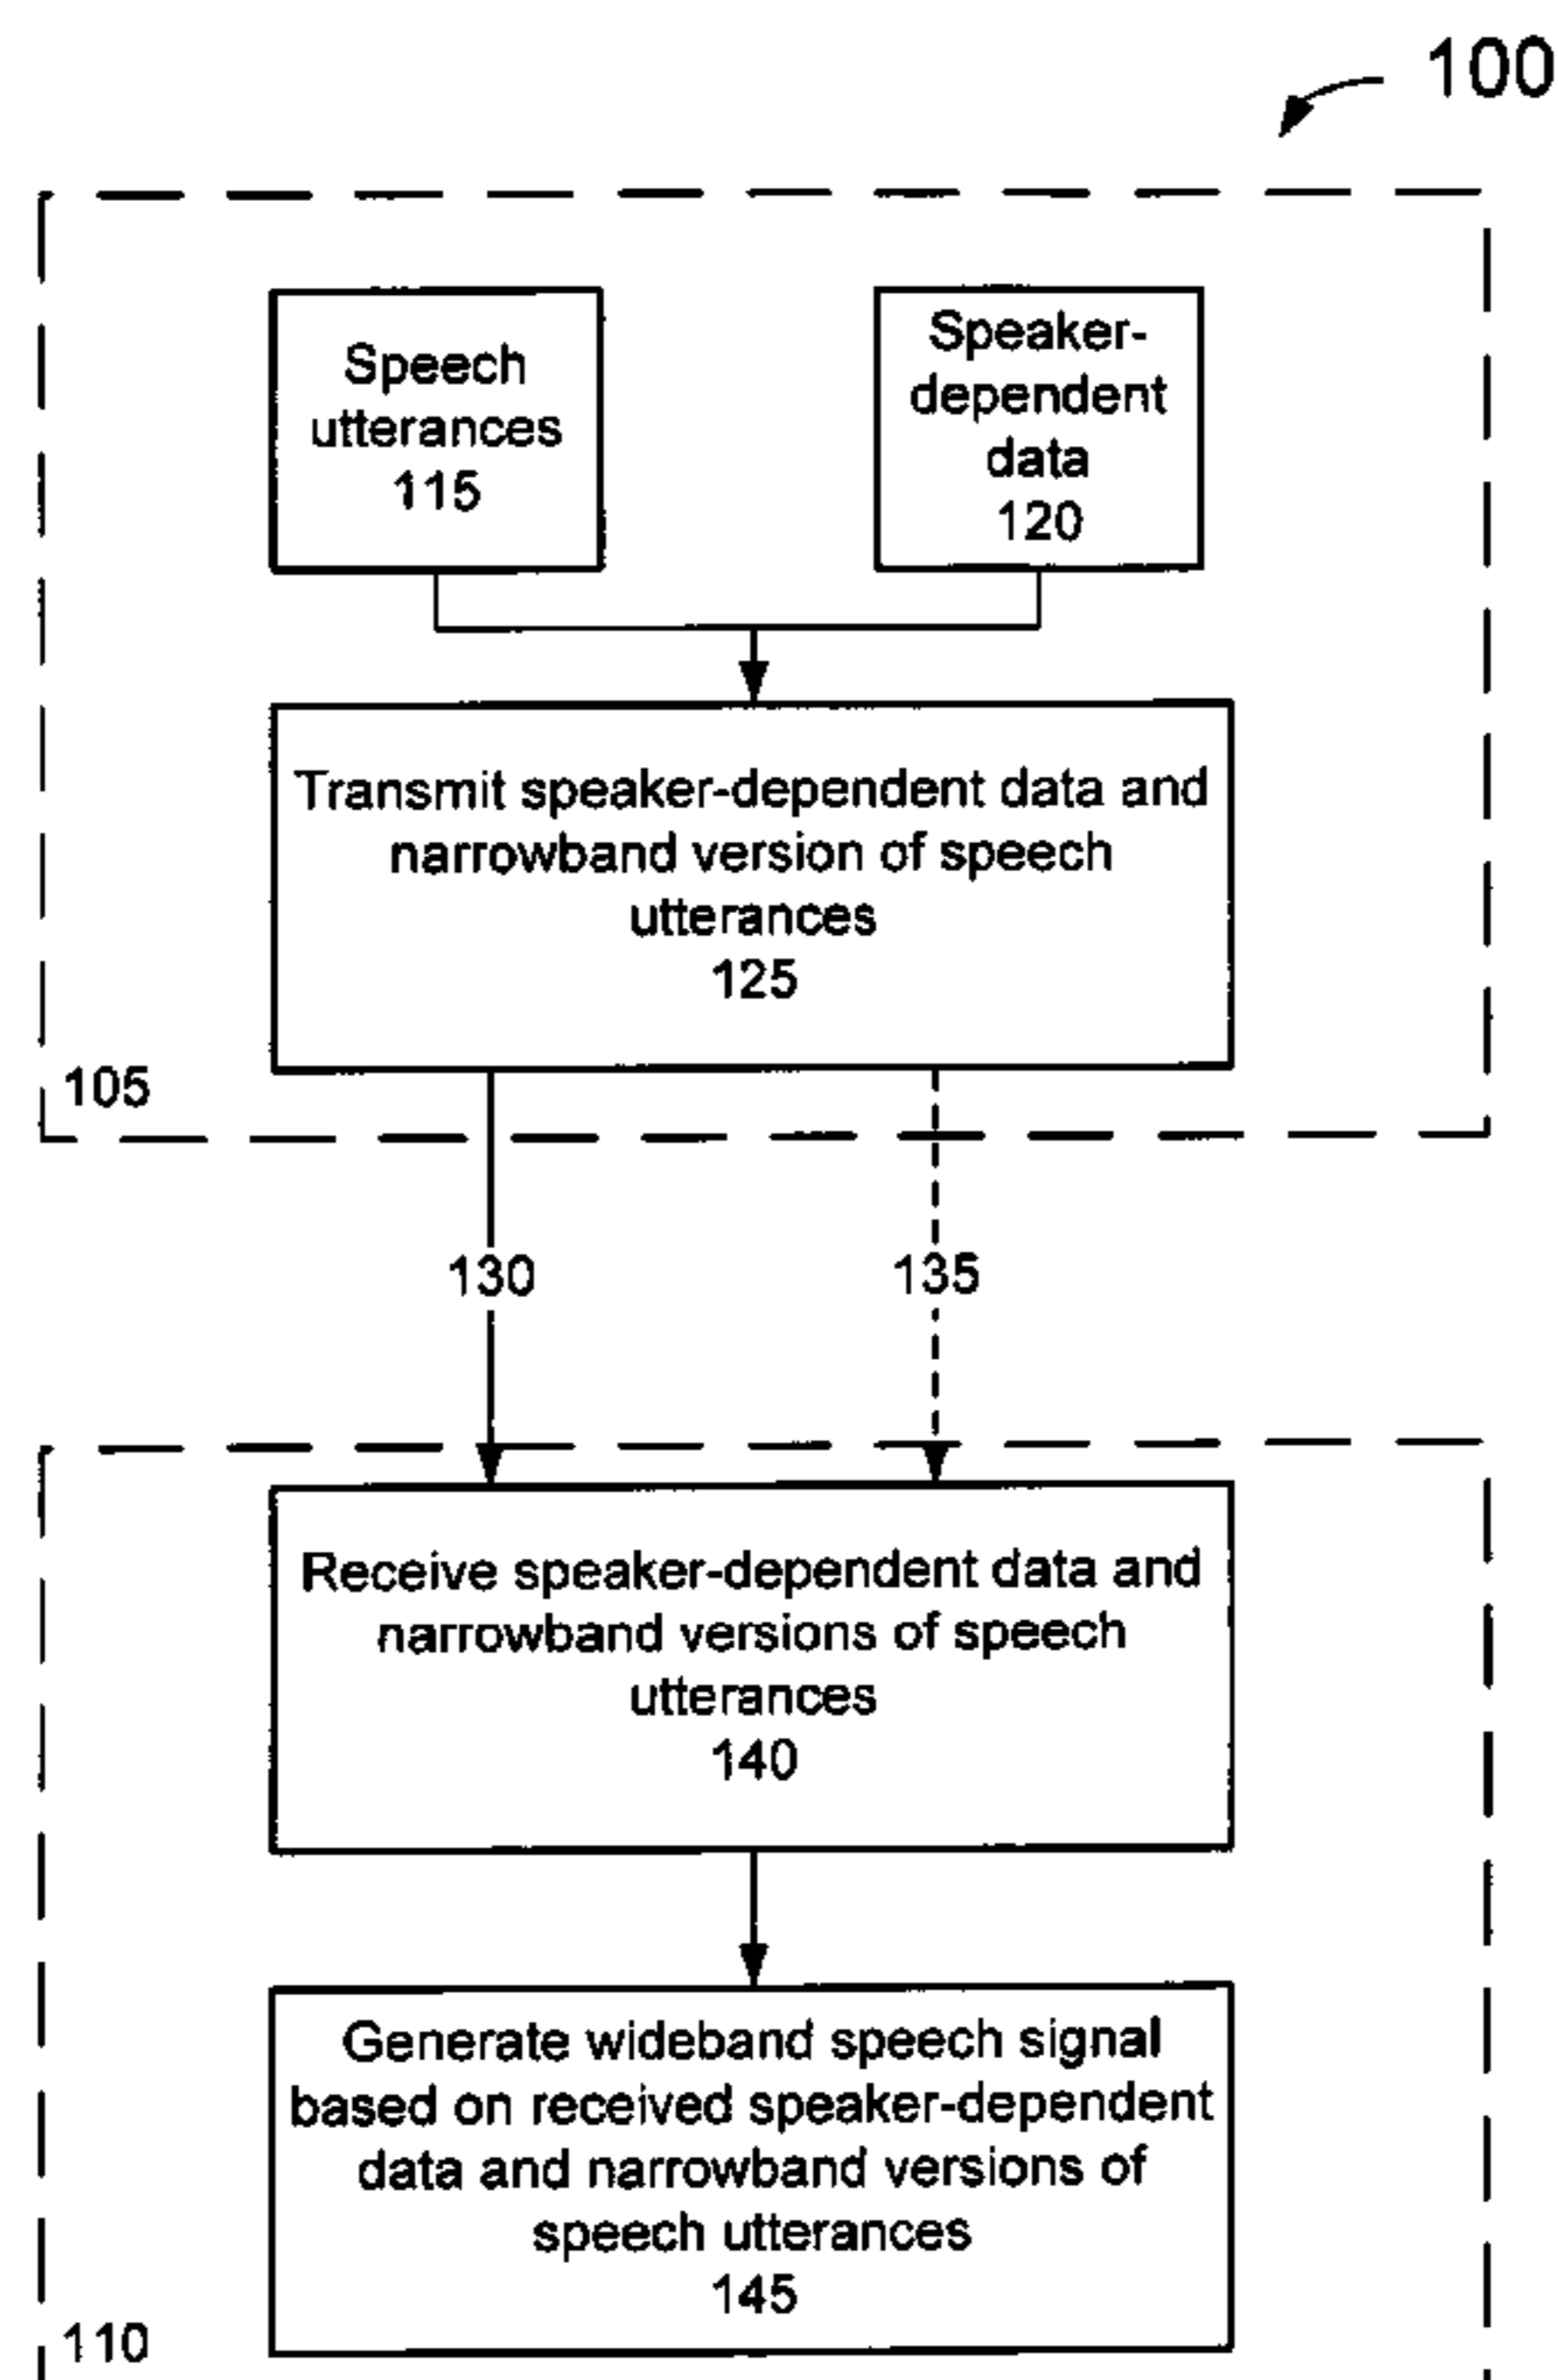 100
Speech
utterances
115
Speaker-
dependent
data
120
Transmit speaker-dependent data and
narrowband version of speech
utterances
125
105
130
135
Receive speaker-dependent data and
narrowband versions of speech
utterances
140
Generate wideband speech signal
based on received speaker-dependent
data and narrowband versions of
speech utterances
145
110